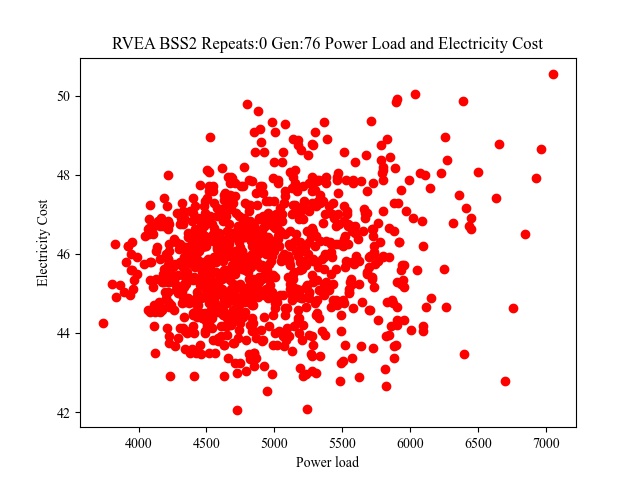 RVEA BSS2 Repeats:0 Gen:76 Power Load and Electricity Cost
50
48
46
44
42
Electricity Cost
4000 4500 5000 5500 6000 6500 7000
Power load